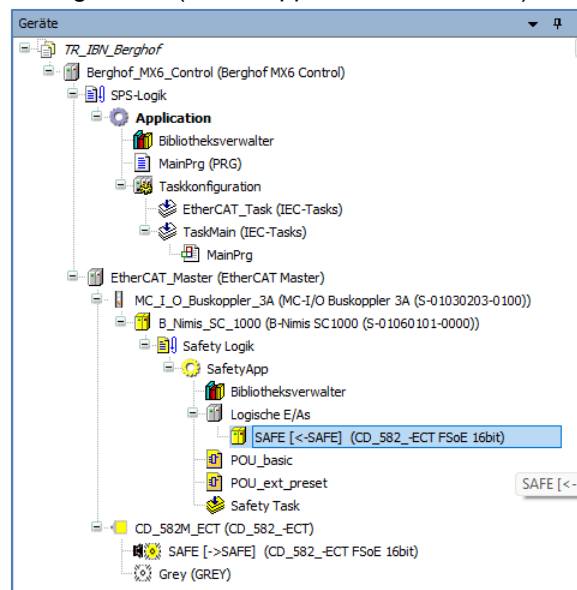 Geräte
TR_IBN_Berghof
Berghof_MX6_Control (Berghof MX6 Control)
SPS-Logik
Application
Bibliotheksverwalter
MainPrg (PRG)
Taskkonfiguration
EtherCAT_Task (IEC-Tasks)
TaskMain (IEC-Tasks)
MainPrg
EtherCAT_Master (EtherCAT Master)
MC_I_O_Buskoppler_3A (MC-I/O Buskoppler 3A (S-01030203-0100))
B_Nimis_SC_1000 (B-Nimis SC1000 (S-01060101-0000))
Safety Logik
SafetyApp
Bibliotheksverwalter
Logische E/As
SAFE [<-SAFE] (CD_582_-ECT FSoE 16bit)
POU_basic
POU_ext_preset
SAFE [<-
Safety Task
CD_582M_ECT (CD_582_-ECT)
SAFE [->SAFE] (CD_582_-ECT FSoE 16bit)
Grey (GREY)